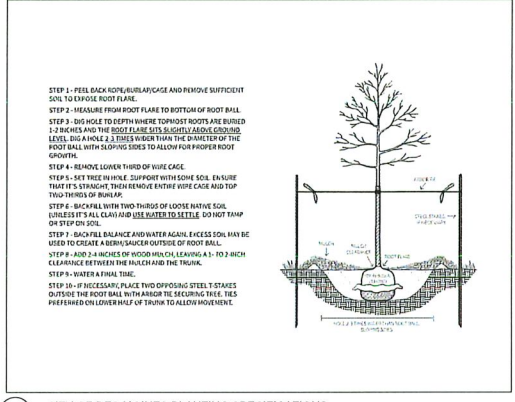 STEP 1 - PEEL BACK ROPE/BURLAP/CAGE AND REMOVE SUFFICIENT
SOIL TO EXPOSE ROOT FLARE.
STEP 2 - MEASURE FROM ROOT FLARE TO BOTTOM OF ROOT BALL.
STEP 3 - DIG HOLE TO DEPTH WHERE TOPMOST ROOTS ARE BURIED
1-2 INCHES AND THE ROOT FLARE SITS SLIGHTLY ABOVE GROUND
LEVEL. DIG A HOLE 2-3 TIMES WIDER THAN THE DIAMETER OF THE
ROOT BALL WITH SLOPING SIDES TO ALLOW FOR PROPER ROOT
GROWTH.
STEP 4 - REMOVE LOWER THIRD OF WIRE CAGE.
STEP 5 - SET TREE IN HOLE. SUPPORT WITH SOME SOIL. ENSURE
THAT IT'S STRAIGHT, THEN REMOVE ENTIRE WIRE CAGE AND TOP
TWO-THIRDS OF BURLAP.
STEP 6 - BACKFILL WITH TWO-THIRDS OF LOOSE NATIVE SOIL
(UNLESS IT'S ALL CLAY) AND USE WATER TO SETTLE. DO NOT TAMP
OR STEP ON SOIL.
STEP 7 - BACKFILL BALANCE AND WATER AGAIN. EXCESS SOIL MAY BE
USED TO CREATE A BERM/SAUCER OUTSIDE OF ROOT BALL.
STEP 8 - ADD 2-4 INCHES OF WOOD MULCH, LEAVING A 1- TO 2-INCH
CLEARANCE BETWEEN THE MULCH AND THE TRUNK.
STEP 9 - WATER A FINAL TIME.
STEP 10 - IF NECESSARY, PLACE TWO OPPOSING STEEL T-STAKES
OUTSIDE THE ROOT BALL WITH ARBOR TIE SECURING TREE. TIES
PREFERRED ON LOWER HALF OF TRUNK TO ALLOW MOVEMENT.
MULCH
ROOT FLARE